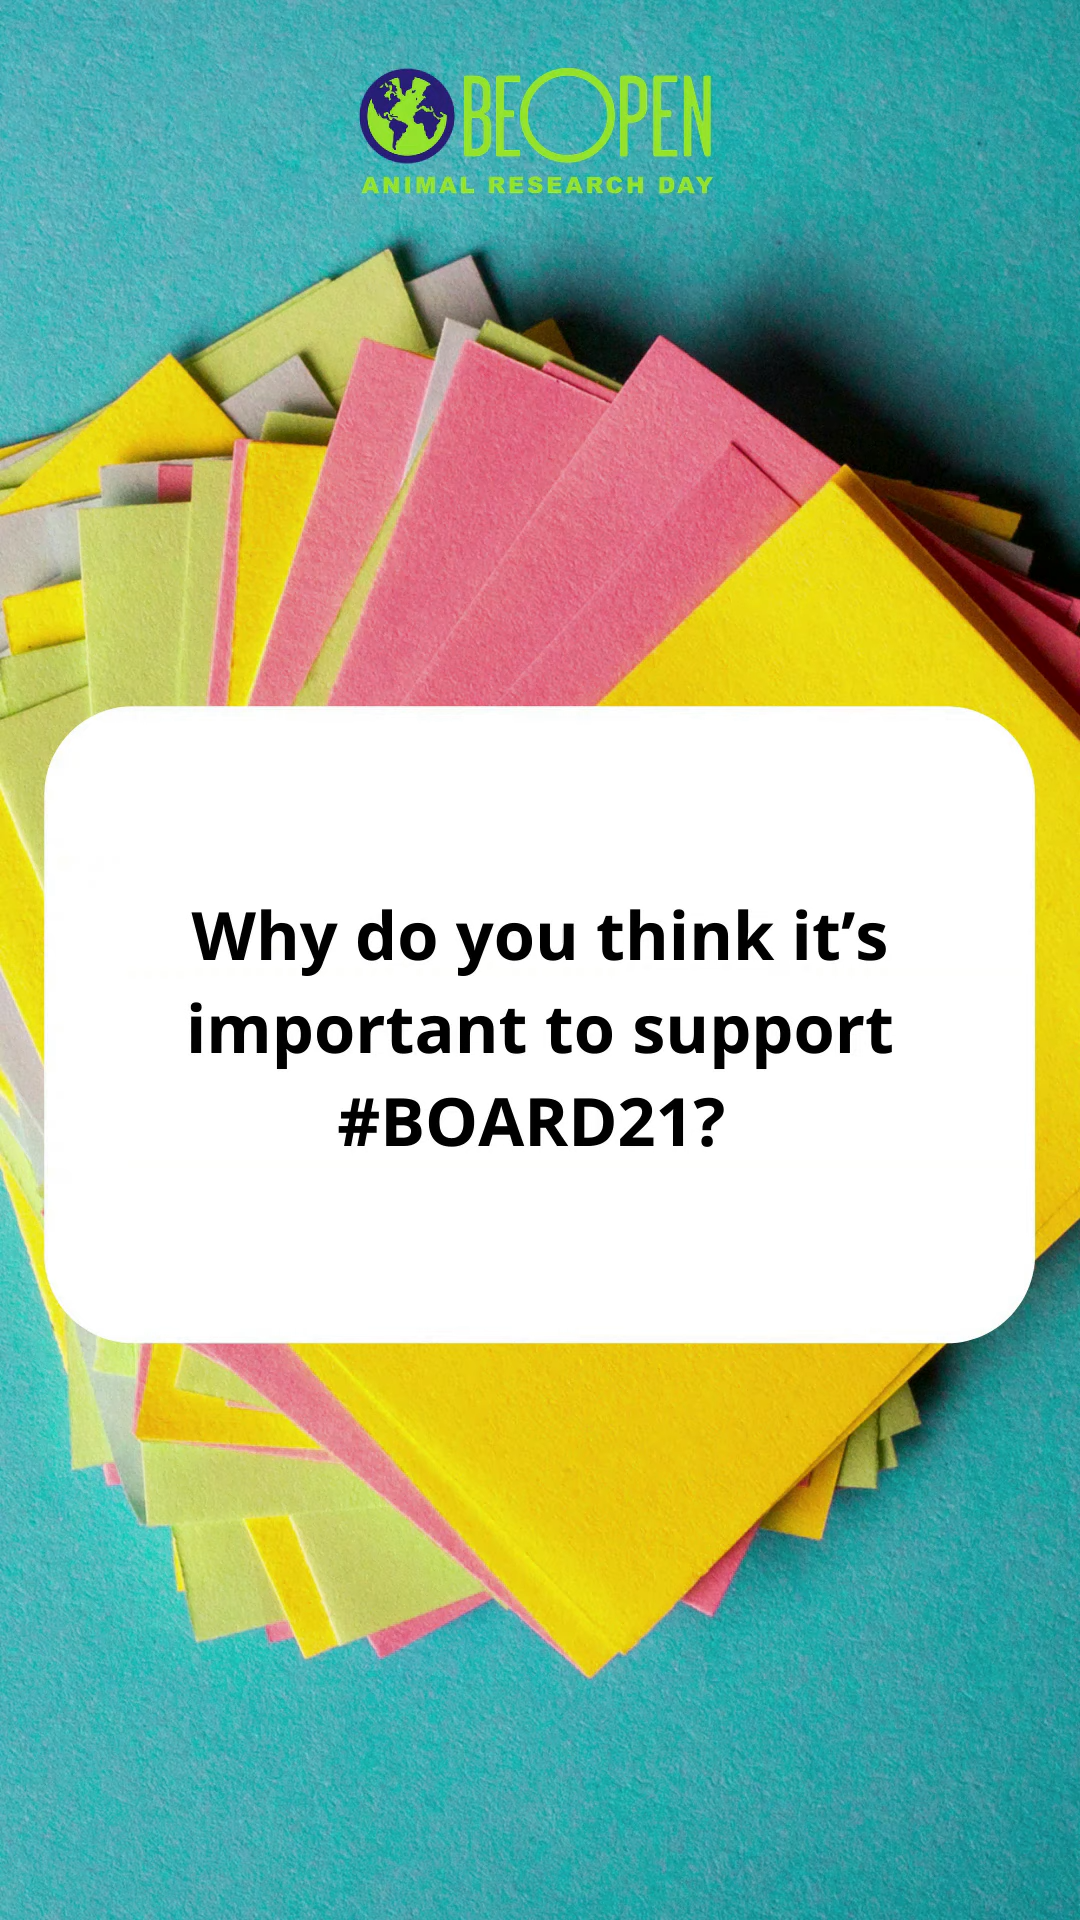 BEOPEN
ANIMAL RESEARCH DAY
Why do you think it’s
important to support
#BOARD21?